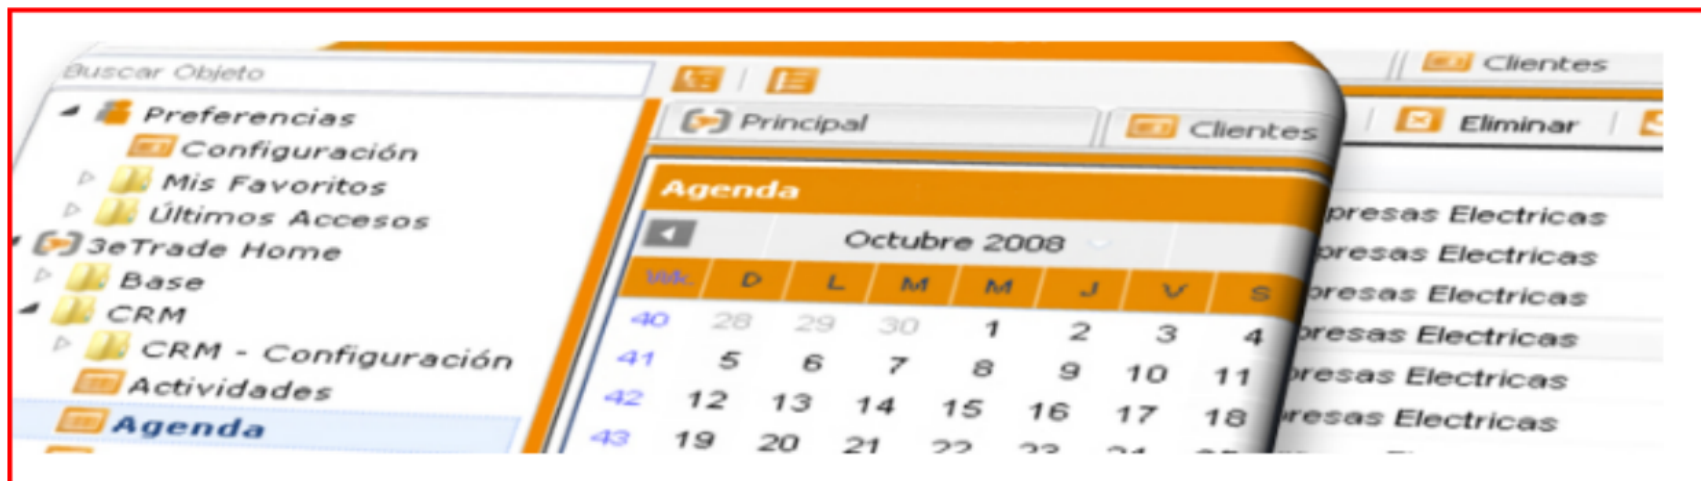 Buscar Objeto
Preferencias
Configuración
Mis Favoritos
Últimos Accesos
3eTrade Home
Base
CRM
CRM - Configuración
Actividades
Agenda
Principal
Clientes
Agenda
Octubre 2008
Wk. D L M M J V S
40 28 29 30 1 2 3 4
41 5 6 7 8 9 10 11
42 12 13 14 15 16 17 18
43 19 20 21 22 23
Clientes
Eliminar
presas Electricas
presas Electricas
presas Electricas
presas Electricas
presas Electricas
presas Electricas